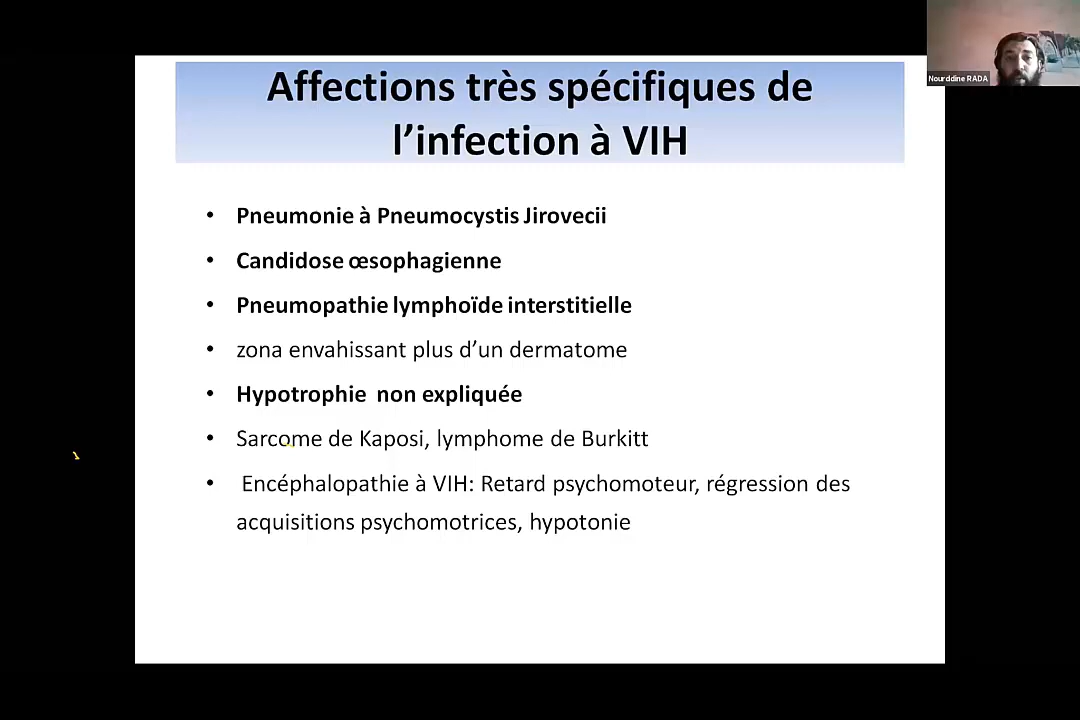 Affections très spécifiques de
l’infection à VIH
Nourddine RADA
• Pneumonie à Pneumocystis Jirovecii
• Candidose œsophagienne
• Pneumopathie lymphoïde interstitielle
• zona envahissant plus d’un dermatome
• Hypotrophie non expliquée
• Sarcome de Kaposi, lymphome de Burkitt
• Encéphalopathie à VIH: Retard psychomoteur, régression des
acquisitions psychomotrices, hypotonie